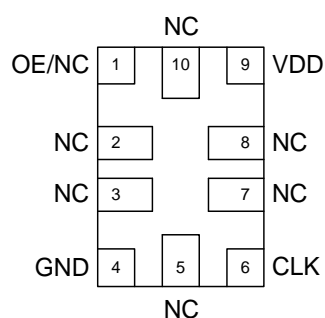 NC
OE/NC 1 10 9 VDD
NC 2 8 NC
NC 3 7 NC
GND 4 5 6 CLK
NC